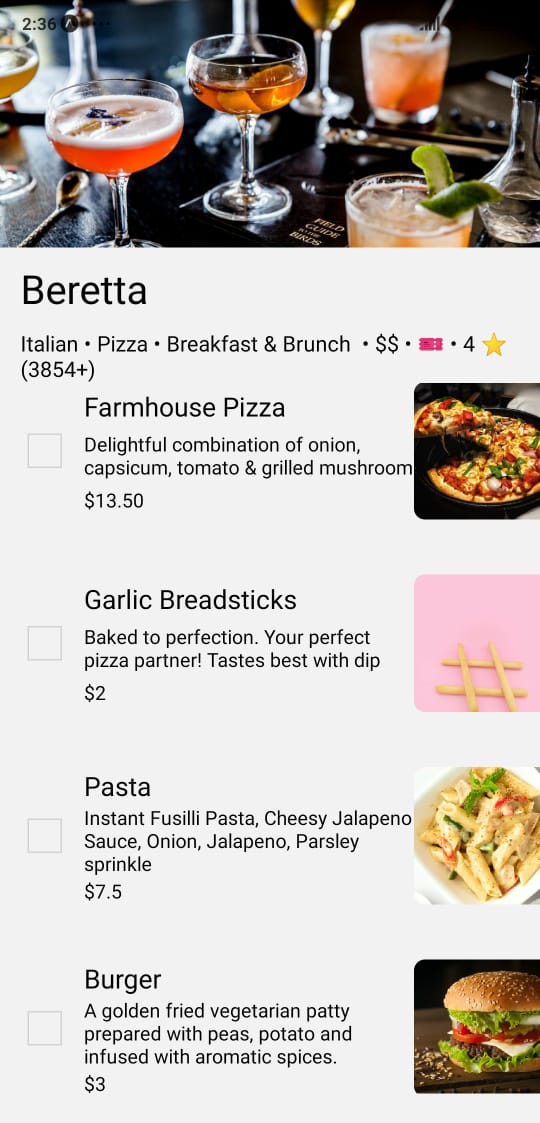 2:36
FIELD
GUIDE
TO THE
BIRDS
Beretta
Italian • Pizza • Breakfast & Brunch • $$ • 🎟 • 4 ⭐
(3854+)
Farmhouse Pizza
Delightful combination of onion,
capsicum, tomato & grilled mushroom
$13.50
Garlic Breadsticks
Baked to perfection. Your perfect
pizza partner! Tastes best with dip
$2
Pasta
Instant Fusilli Pasta, Cheesy Jalapeno
Sauce, Onion, Jalapeno, Parsley
sprinkle
$7.5
Burger
A golden fried vegetarian patty
prepared with peas, potato and
infused with aromatic spices.
$3